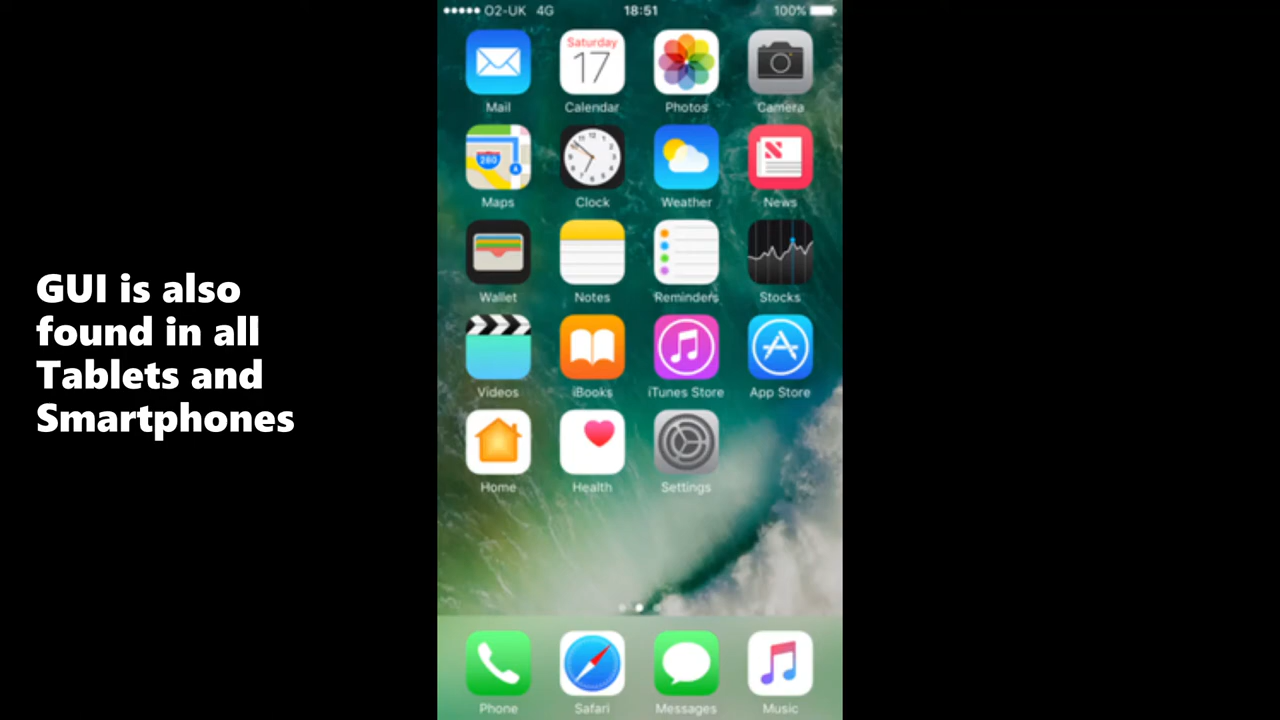 O2-UK 4G 18:51 100%
Saturday
17
Mail Calendar Photos Camera
280
Maps Clock Weather News
Wallet Notes Reminders Stocks
GUI is also
found in all
Tablets and
Smartphones
Videos iBooks iTunes Store App Store
Home Health Settings
Phone Safari Messages Music